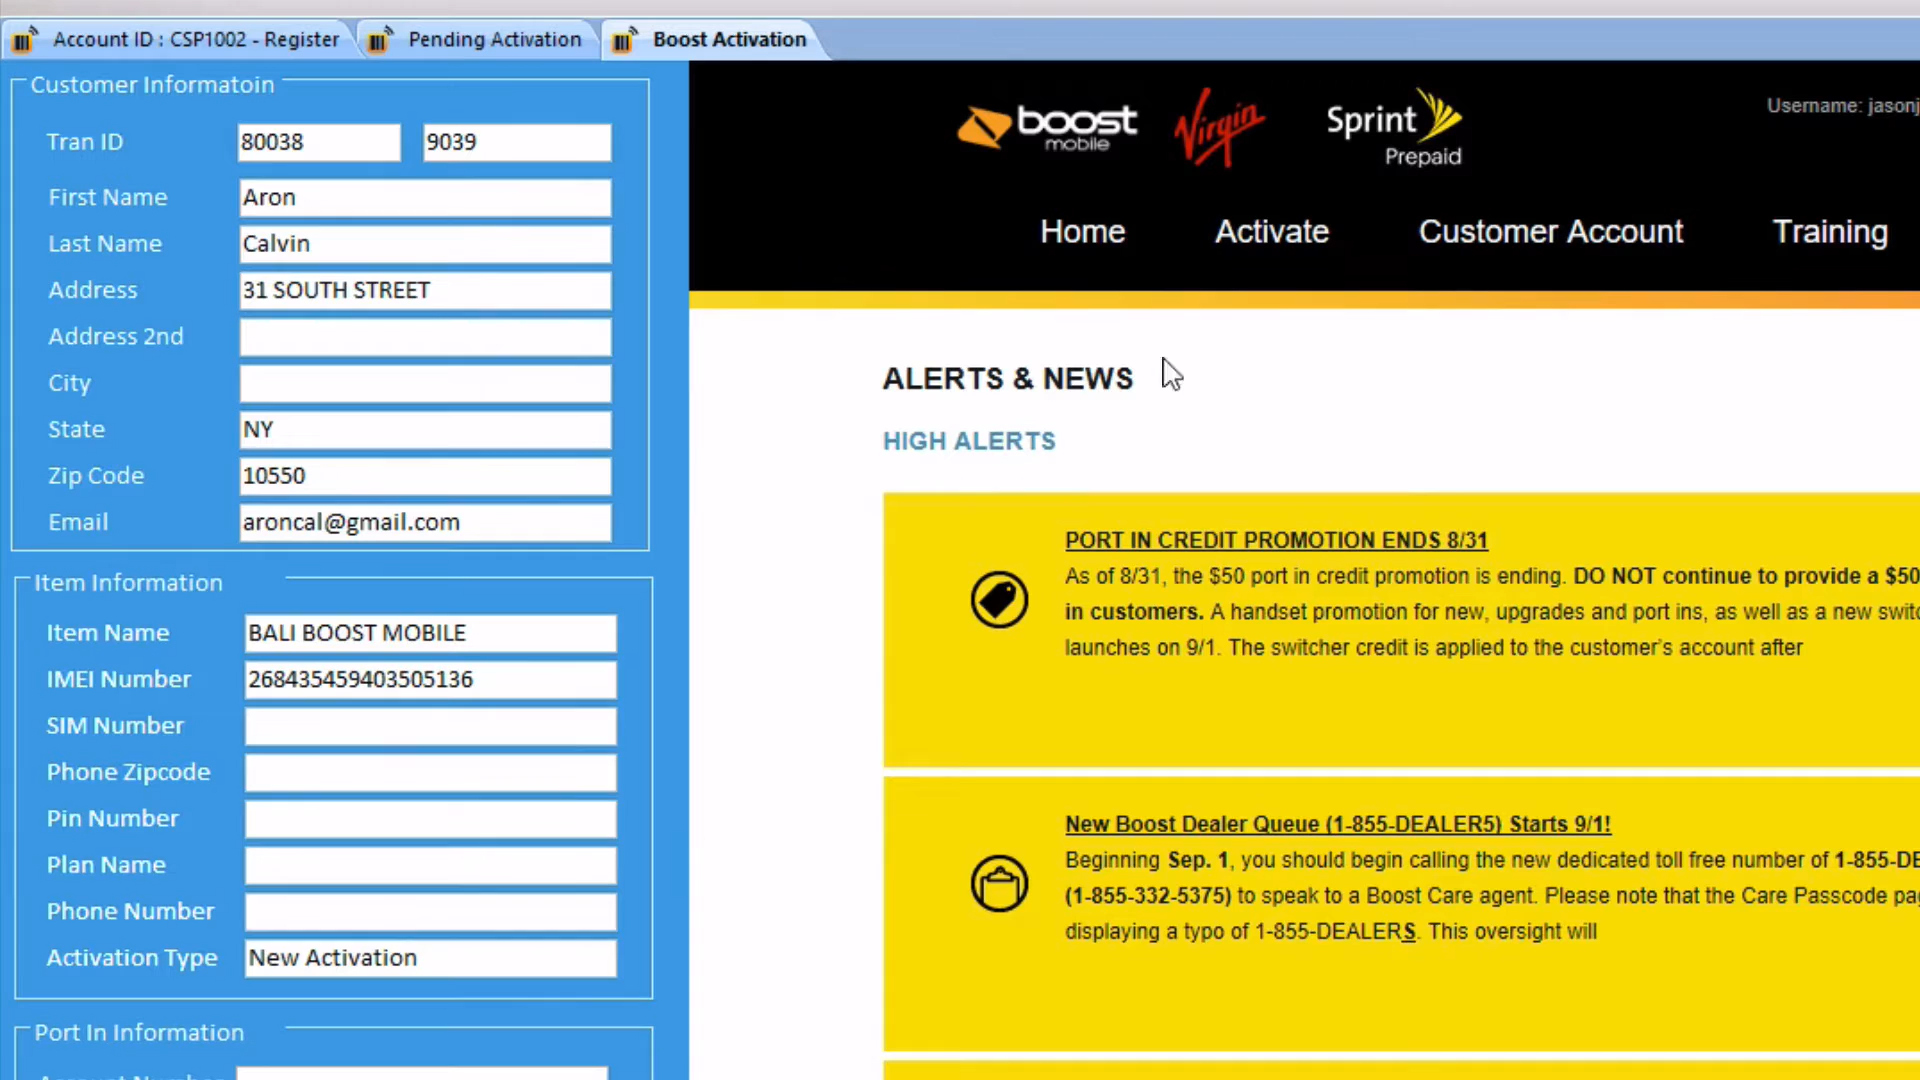 Account ID : CSP1002 - Register
Pending Activation
Boost Activation
Customer Informatoin
Tran ID 80038 9039
First Name Aron
Last Name Calvin
Address 31 SOUTH STREET
Address 2nd
City
State NY
Zip Code 10550
Email aroncal@gmail.com
Item Information
Item Name BALI BOOST MOBILE
IMEI Number 268435459403505136
SIM Number
Phone Zipcode
Pin Number
Plan Name
Phone Number
Activation Type New Activation
Port In Information
boost
mobile
Virgin
Sprint
Prepaid
Username: jasonj
Home Activate Customer Account Training
ALERTS & NEWS
HIGH ALERTS
PORT IN CREDIT PROMOTION ENDS 8/31
As of 8/31, the $50 port in credit promotion is ending. DO NOT continue to provide a $50
in customers. A handset promotion for new, upgrades and port ins, as well as a new switc
launches on 9/1. The switcher credit is applied to the customer's account after
New Boost Dealer Queue (1-855-DEALER5) Starts 9/1!
Beginning Sep. 1, you should begin calling the new dedicated toll free number of 1-855-DE
(1-855-332-5375) to speak to a Boost Care agent. Please note that the Care Passcode pa
displaying a typo of 1-855-DEALERS. This oversight will